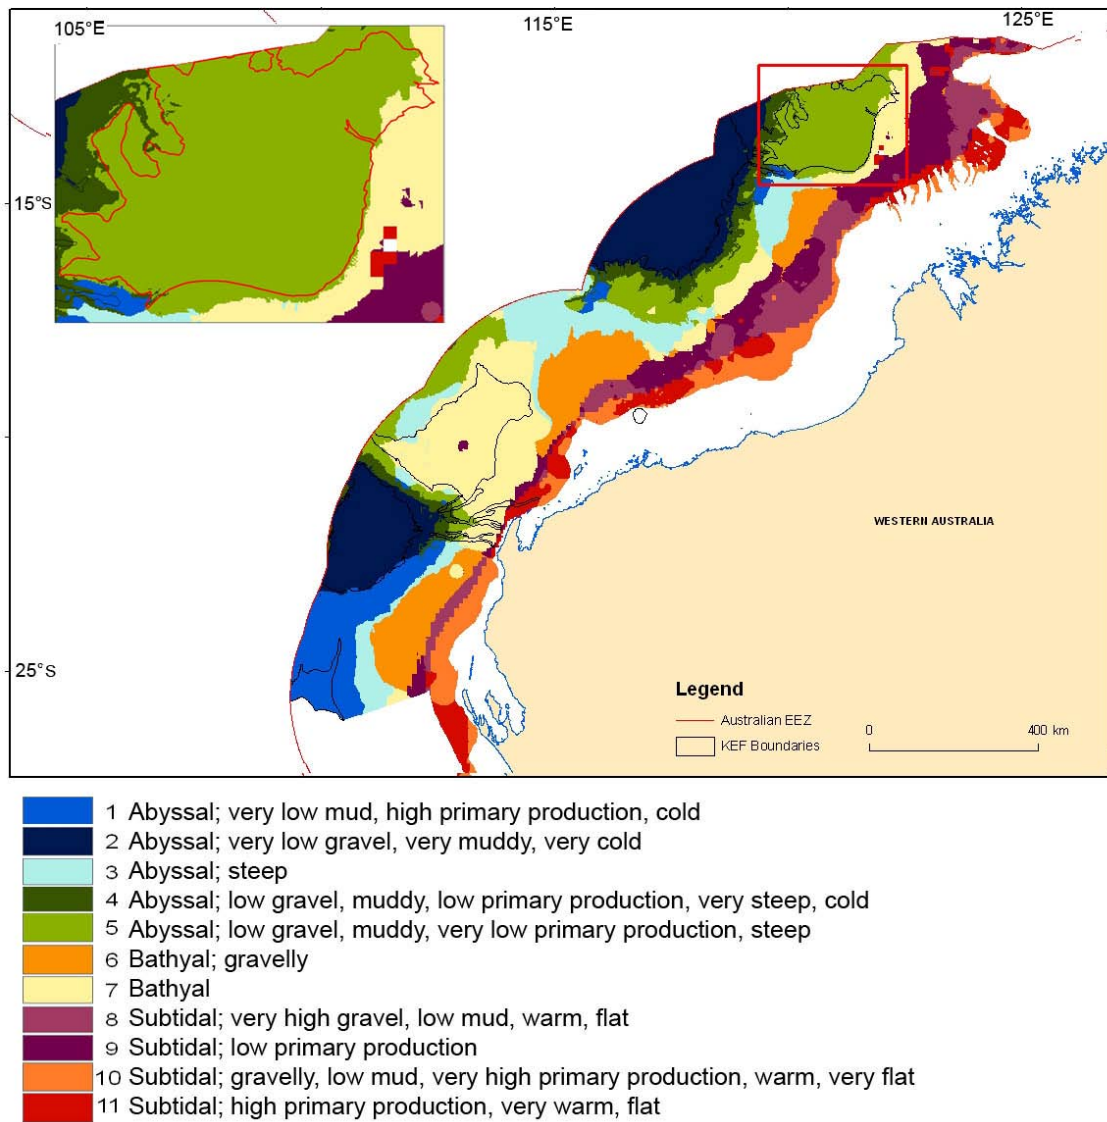 105°E
115°E
125°E
15°S
25°S
WESTERN AUSTRALIA
Legend
Australian EEZ
KEF Boundaries
0 400 km
1 Abyssal; very low mud, high primary production, cold
2 Abyssal; very low gravel, very muddy, very cold
3 Abyssal; steep
4 Abyssal; low gravel, muddy, low primary production, very steep, cold
5 Abyssal; low gravel, muddy, very low primary production, steep
6 Bathyal; gravelly
7 Bathyal
8 Subtidal; very high gravel, low mud, warm, flat
9 Subtidal; low primary production
10 Subtidal; gravelly, low mud, very high primary production, warm, very flat
11 Subtidal; high primary production, very warm, flat